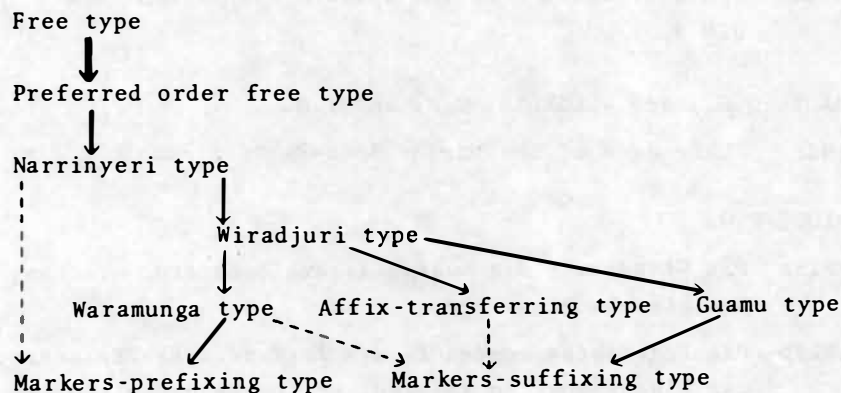 Free type
Preferred order free type
Narrinyeri type
Wiradjuri type
Waramunga type Affix-transferring type Guamu type
Markers-prefixing type Markers-suffixing type